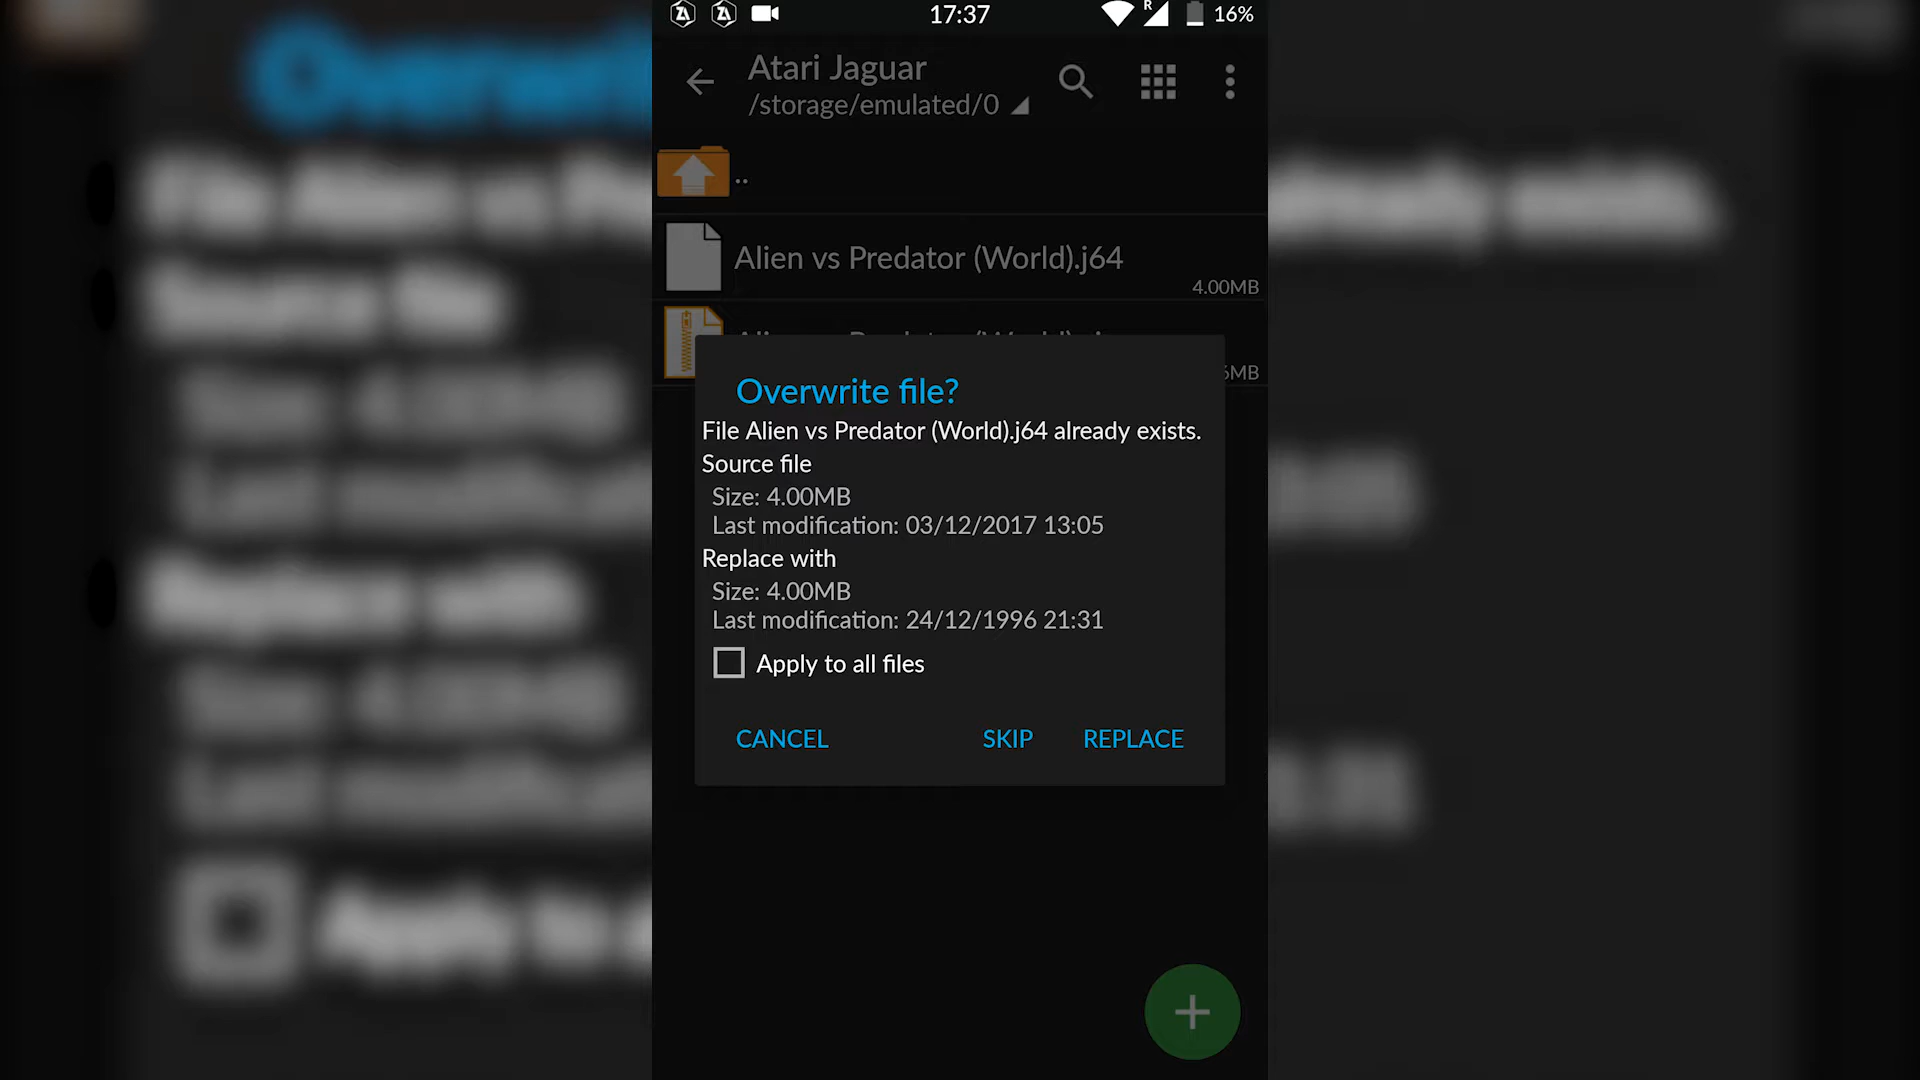 17:37
R
16%
Atari Jaguar
/storage/emulated/0
..
Alien vs Predator (World).j64
4.00MB
Overwrite file?
File Alien vs Predator (World).j64 already exists.
Source file
Size: 4.00MB
Last modification: 03/12/2017 13:05
Replace with
Size: 4.00MB
Last modification: 24/12/1996 21:31
Apply to all files
CANCEL
SKIP
REPLACE